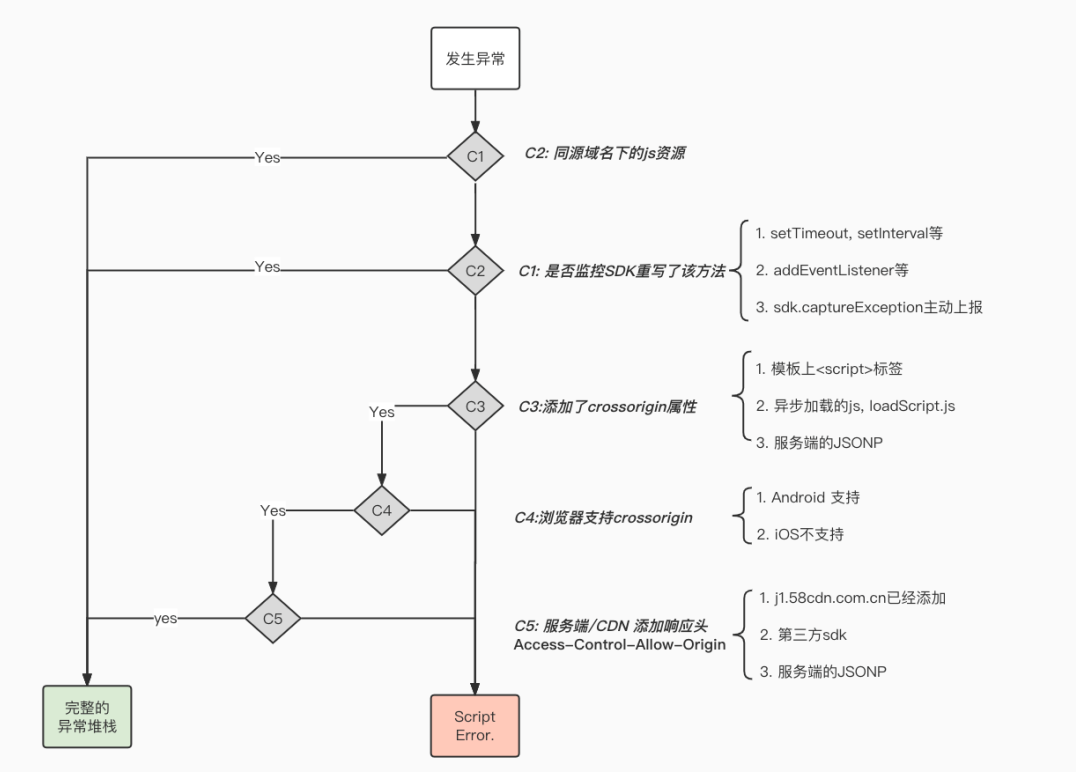 发生异常
C1
Yes
C2: 同源域名下的js资源
C2
Yes
C1: 是否监控SDK重写了该方法
1. setTimeout, setInterval等
2. addEventListener等
3. sdk.captureException主动上报
C3
Yes
C3:添加了crossorigin属性
1. 模板上<script>标签
2. 异步加载的js, loadScript.js
3. 服务端的JSONP
C4
Yes
C4:浏览器支持crossorigin
1. Android 支持
2. iOS不支持
C5
yes
C5: 服务端/CDN 添加响应头
Access-Control-Allow-Origin
1. j1.58cdn.com.cn已经添加
2. 第三方sdk
3. 服务端的JSONP
完整的
异常堆栈
Script
Error.